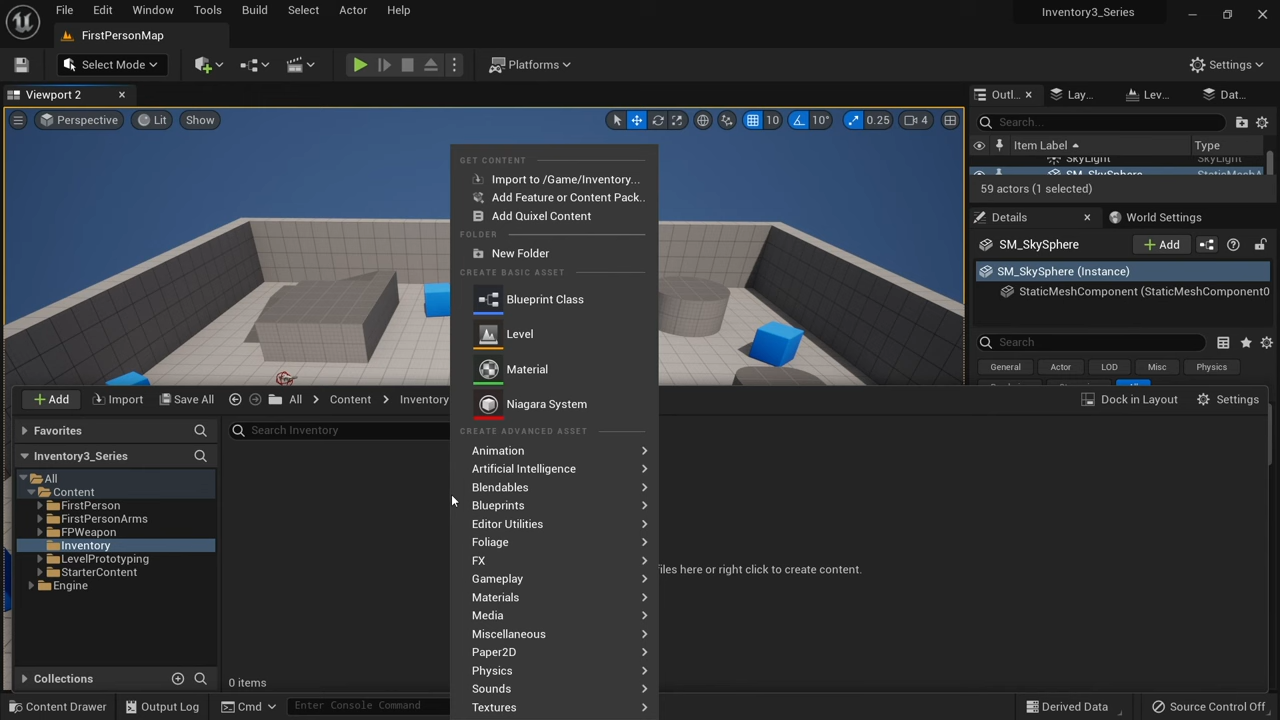 File Edit Window Tools Build Select Actor Help
Inventory3_Series
FirstPersonMap
Select Mode
Platforms
Settings
Viewport 2
Outl...
Lay...
Lev...
Dat...
Perspective
Lit
Show
10
10°
0.25
4
Search...
Item Label
Type
SkyLight
SM_SkySphere
59 actors (1 selected)
Details
World Settings
SM_SkySphere
Add
SM_SkySphere (Instance)
StaticMeshComponent (StaticMeshComponent0
Search
General
Actor
LOD
Physics
Misc
GET CONTENT
Import to /Game/Inventory...
Add Feature or Content Pack..
Add Quixel Content
FOLDER
New Folder
CREATE BASIC ASSET
Blueprint Class
Level
Material
Niagara System
CREATE ADVANCED ASSET
Animation
Artificial Intelligence
Blendables
Blueprints
Editor Utilities
Foliage
FX
Gameplay
Materials
Media
Miscellaneous
Paper2D
Physics
Sounds
Textures
Add
Import
Save All
All
Content
Inventory
Dock in Layout
Settings
Favorites
Inventory3_Series
All
Content
FirstPerson
FirstPersonArms
FPWeapon
Inventory
LevelPrototyping
StarterContent
Engine
Collections
Search Inventory
files here or right click to create content.
0 items
Content Drawer
Output Log
Cmd
Enter Console Command
Derived Data
Source Control Off